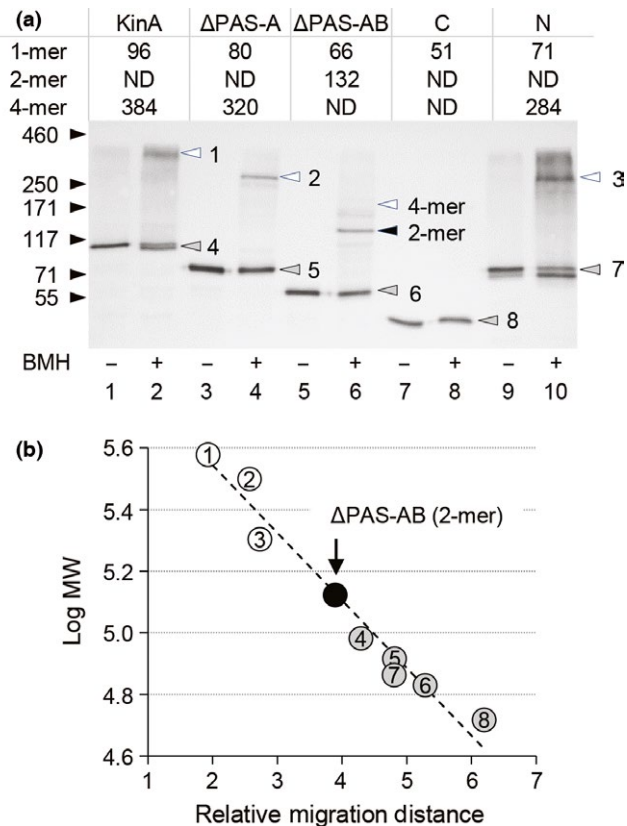 (a)
KinA ΔPAS-A ΔPAS-AB C N
1-mer 96 80 66 51 71
2-mer ND ND 132 ND ND
4-mer 384 320 ND ND 284
460
250
171
117
71
55
1
2
3
4-mer
2-mer
4
5
6
7
8
BMH – + – + – + – + – +
1 2 3 4 5 6 7 8 9 10
(b)
5.6
5.4
5.2
5.0
4.8
4.6
Log MW
1
2
3
ΔPAS-AB (2-mer)
4
5
7
6
8
1 2 3 4 5 6 7
Relative migration distance